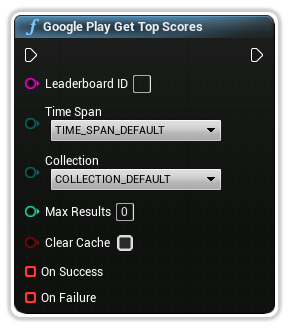 f Google Play Get Top Scores
Leaderboard ID
Time Span
TIME_SPAN_DEFAULT
Collection
COLLECTION_DEFAULT
Max Results 0
Clear Cache
On Success
On Failure